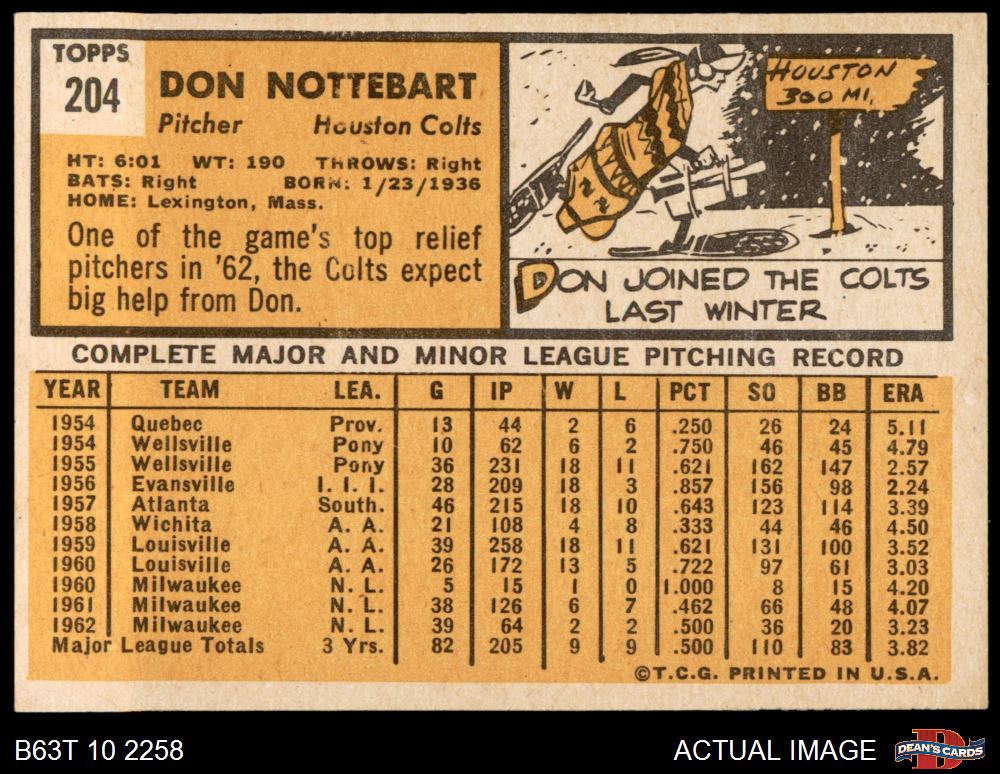 TOPPS
204
DON NOTTEBART
Pitcher Houston Colts
HT: 6:01 WT: 190 THROWS: Right
BATS: Right BORN: 1/23/1936
HOME: Lexington, Mass.
One of the game's top relief
pitchers in '62, the Colts expect
big help from Don.
HOUSTON
300 MI.
DON JOINED THE COLTS
LAST WINTER
COMPLETE MAJOR AND MINOR LEAGUE PITCHING RECORD
YEAR TEAM LEA. G IP W L PCT SO BB ERA
1954 Quebec Prov. 13 44 2 6 .250 26 24 5.11
1954 Wellsville Pony 10 62 6 2 .750 46 45 4.79
1955 Wellsville Pony 36 231 18 11 .621 162 147 2.57
1956 Evansville I. I. I. 28 209 18 3 .857 156 98 2.24
1957 Atlanta South. 46 215 18 10 .643 123 114 3.39
1958 Wichita A. A. 21 108 4 8 .333 44 46 4.50
1959 Louisville A. A. 39 258 18 11 .621 131 100 3.52
1960 Louisville A. A. 26 172 13 5 .722 97 61 3.03
1960 Milwaukee N. L. 5 15 1 0 1.000 8 15 4.20
1961 Milwaukee N. L. 38 126 6 7 .462 66 48 4.07
1962 Milwaukee N. L. 39 64 2 2 .500 36 20 3.23
Major League Totals 3 Yrs. 82 205 9 9 .500 110 83 3.82
©T.C.G. PRINTED IN U.S.A.
B63T 10 2258 ACTUAL IMAGE
DEAN'S CARDS